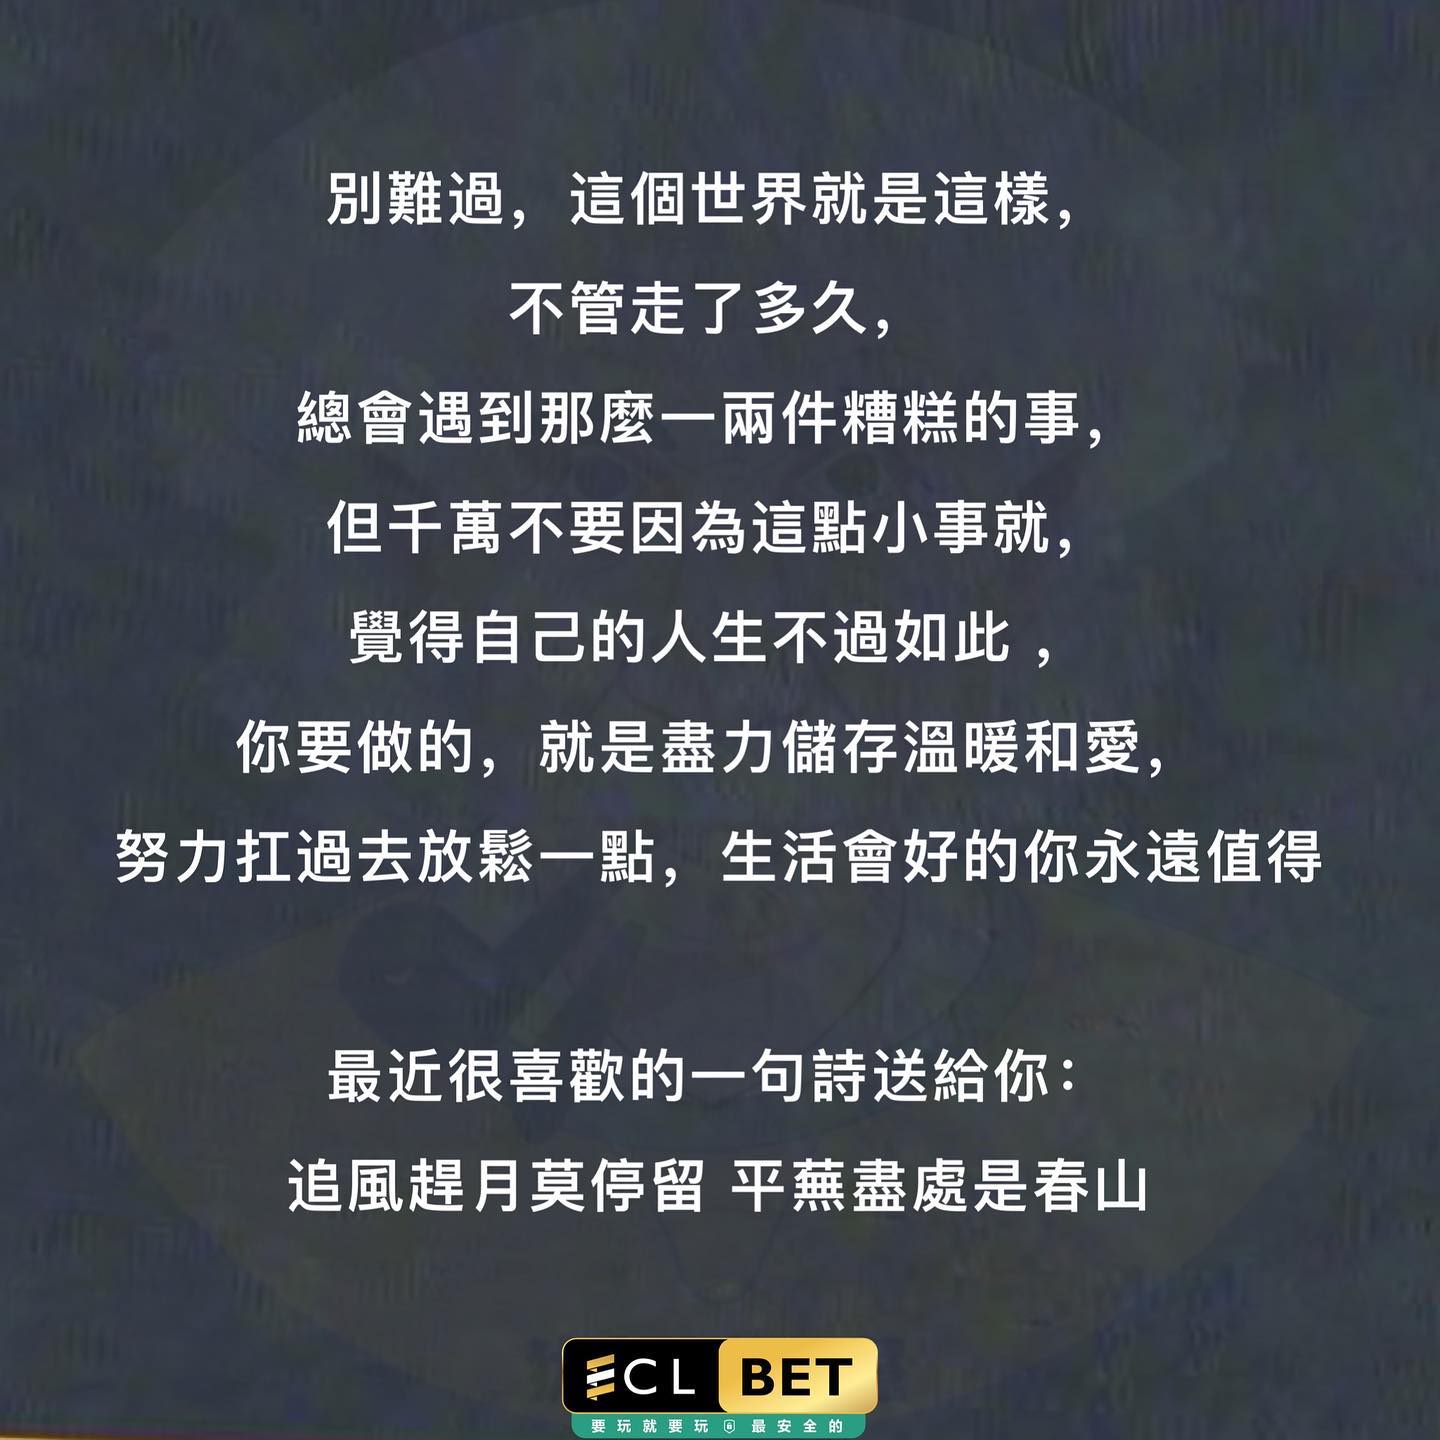 別難過，這個世界就是這樣，
不管走了多久，
總會遇到那麼一兩件糟糕的事，
但千萬不要因為這點小事就，
覺得自己的人生不過如此 ，
你要做的，就是盡力儲存溫暖和愛，
努力扛過去放鬆一點，生活會好的你永遠值得
最近很喜歡的一句詩送給你：
追風趕月莫停留 平蕪盡處是春山
ECL BET
要玩就要玩 最安全的